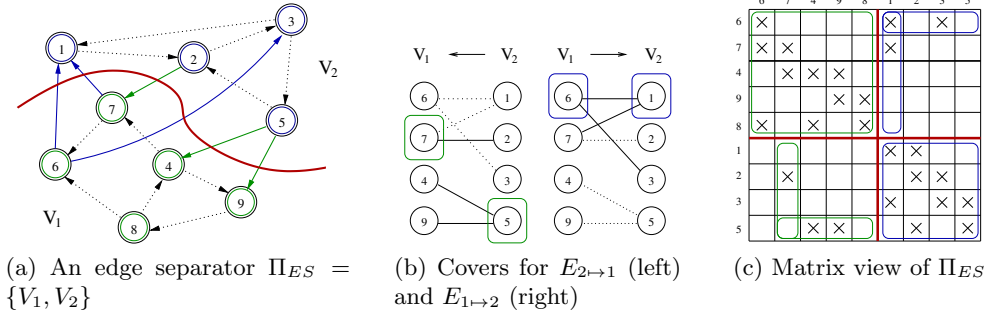 3
1
2
V2
7
5
4
6
9
V1
8
V1 ← V2
6 1
7 2
4 3
9 5
V1 → V2
6 1
7 2
4 3
9 5
6 7 4 9 8 1 2 3 5
6 × × ×
7 × × ×
4 × × ×
9 × ×
8 × × ×
1 × ×
2 × × ×
3 × × ×
5 × × × ×
(a) An edge separator Π_ES =
{V1, V2}
(b) Covers for E2↦1 (left)
and E1↦2 (right)
(c) Matrix view of Π_ES